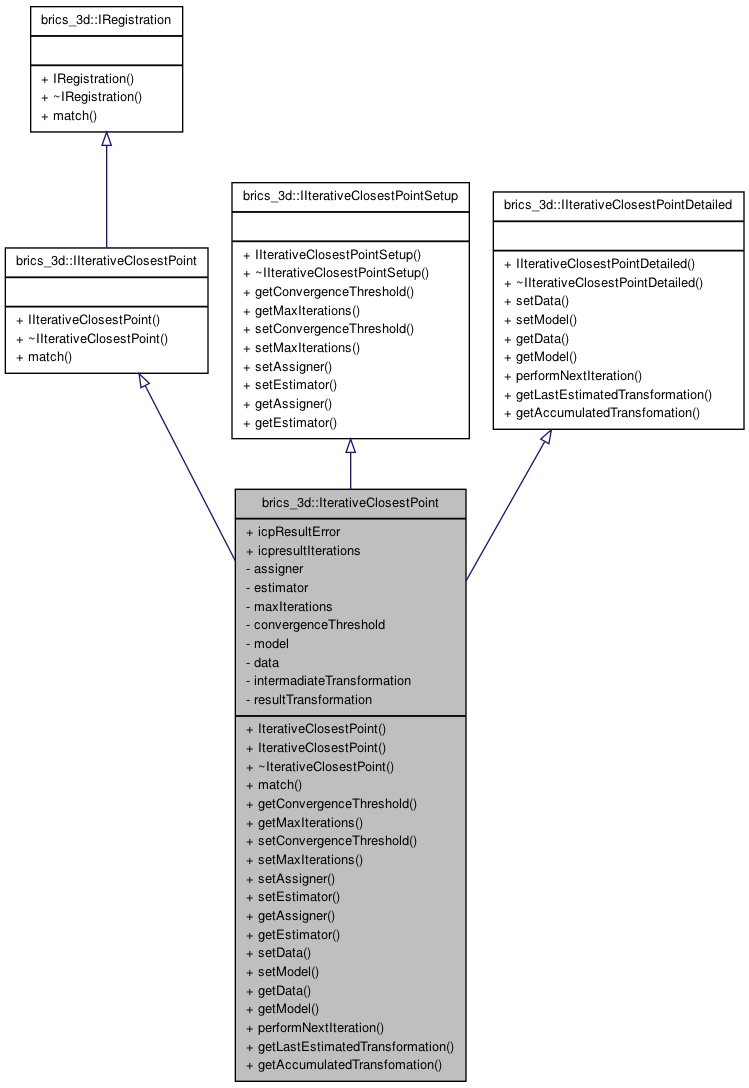 brics_3d::IRegistration
+ IRegistration()
+ ~IRegistration()
+ match()
brics_3d::IIterativeClosestPoint
+ IIterativeClosestPoint()
+ ~IIterativeClosestPoint()
+ match()
brics_3d::IIterativeClosestPointSetup
+ IIterativeClosestPointSetup()
+ ~IIterativeClosestPointSetup()
+ getConvergenceThreshold()
+ getMaxIterations()
+ setConvergenceThreshold()
+ setMaxIterations()
+ setAssigner()
+ setEstimator()
+ getAssigner()
+ getEstimator()
brics_3d::IIterativeClosestPointDetailed
+ IIterativeClosestPointDetailed()
+ ~IIterativeClosestPointDetailed()
+ setData()
+ setModel()
+ getData()
+ getModel()
+ performNextIteration()
+ getLastEstimatedTransformation()
+ getAccumulatedTransfomation()
brics_3d::IterativeClosestPoint
+ icpResultError
+ icpresultIterations
- assigner
- estimator
- maxIterations
- convergenceThreshold
- model
- data
- intermadiateTransformation
- resultTransformation
+ IterativeClosestPoint()
+ IterativeClosestPoint()
+ ~IterativeClosestPoint()
+ match()
+ getConvergenceThreshold()
+ getMaxIterations()
+ setConvergenceThreshold()
+ setMaxIterations()
+ setAssigner()
+ setEstimator()
+ getAssigner()
+ getEstimator()
+ setData()
+ setModel()
+ getData()
+ getModel()
+ performNextIteration()
+ getLastEstimatedTransformation()
+ getAccumulatedTransfomation()